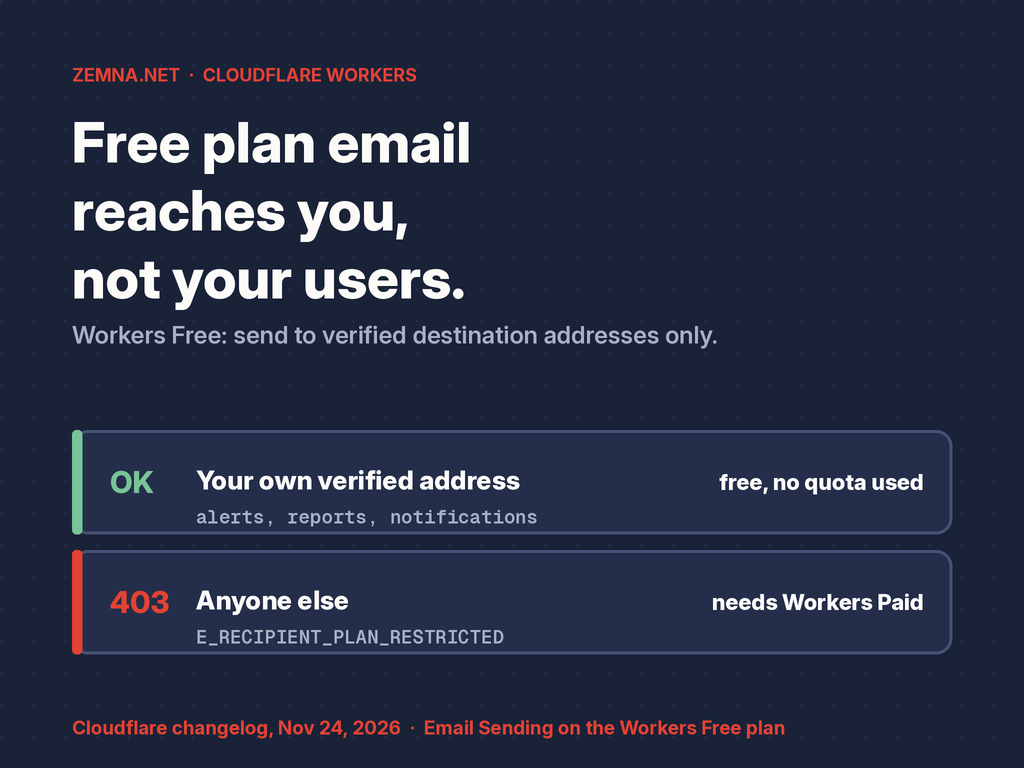 ZEMNA.NET · CLOUDFLARE WORKERS
Free plan email
reaches you,
not your users.
Workers Free: send to verified destination addresses only.
OK
Your own verified address
free, no quota used
alerts, reports, notifications
403
Anyone else
needs Workers Paid
E_RECIPIENT_PLAN_RESTRICTED
Cloudflare changelog, Nov 24, 2026 · Email Sending on the Workers Free plan